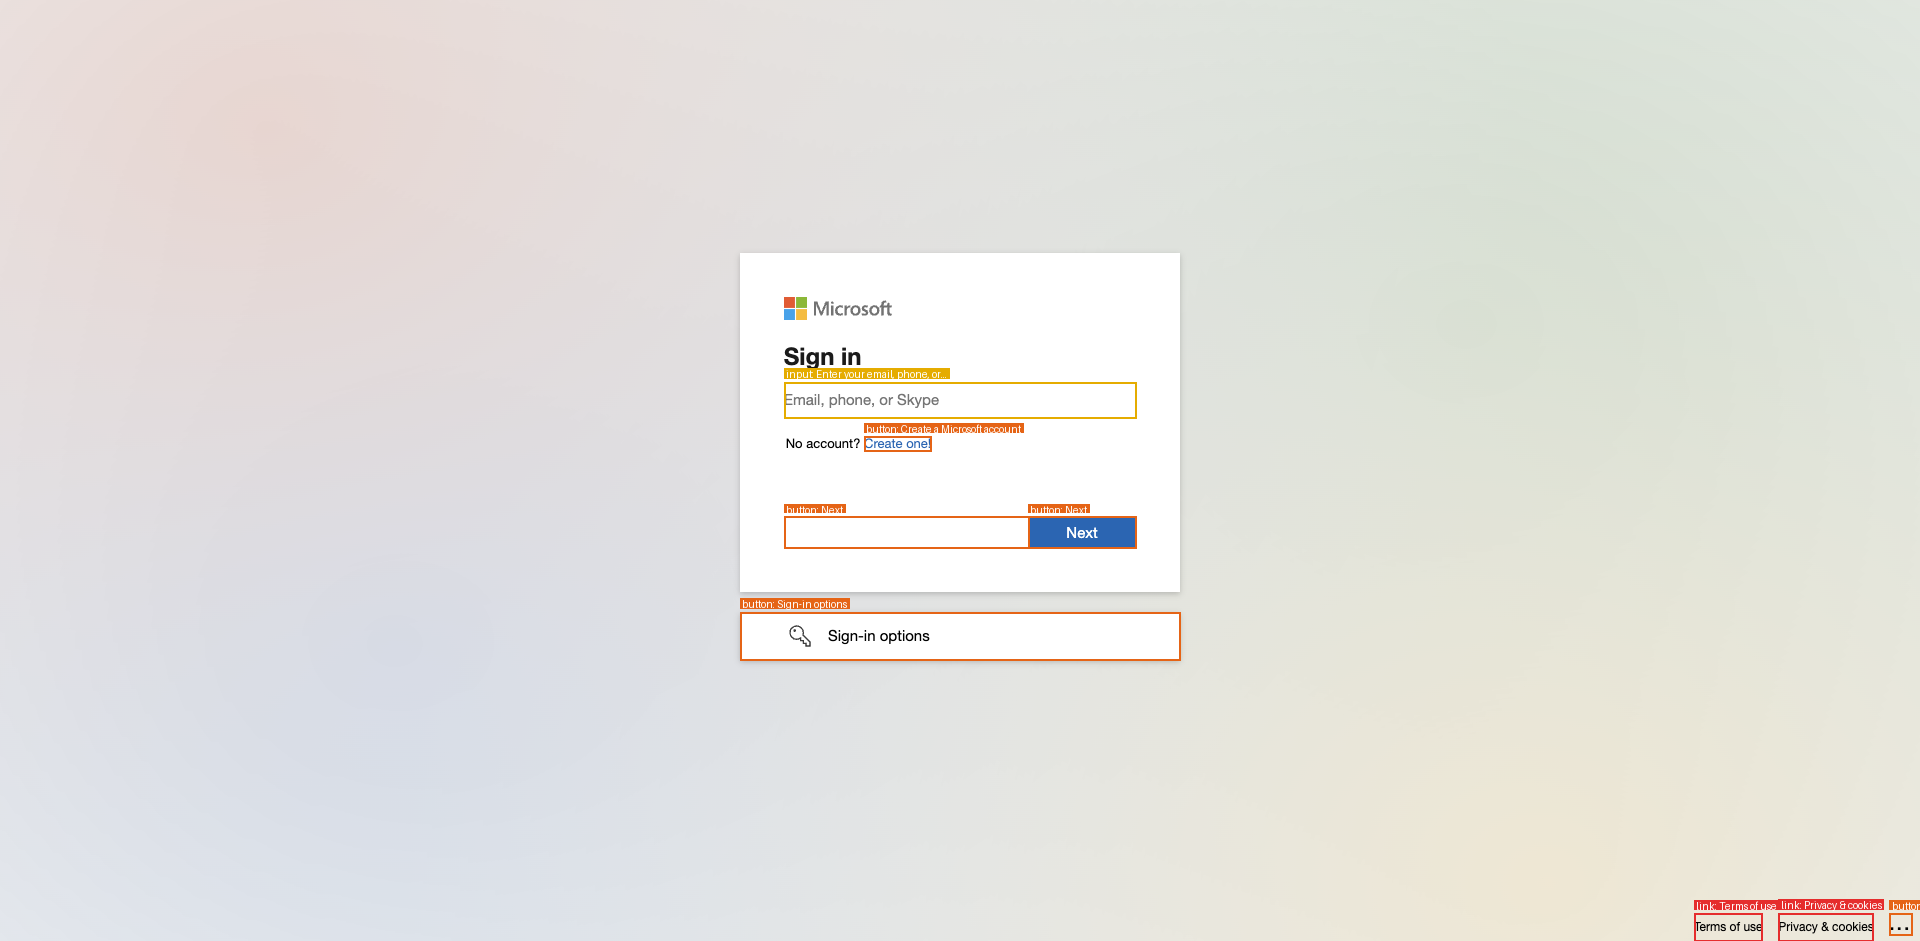 Microsoft
Sign in
input: Enter your email, phone, or...
Email, phone, or Skype
button: Create a Microsoft account
No account? Create one!
button: Next
button: Next
Next
button: Sign-in options
Sign-in options
link: Terms of use
link: Privacy & cookies
button
Terms of use
Privacy & cookies
...